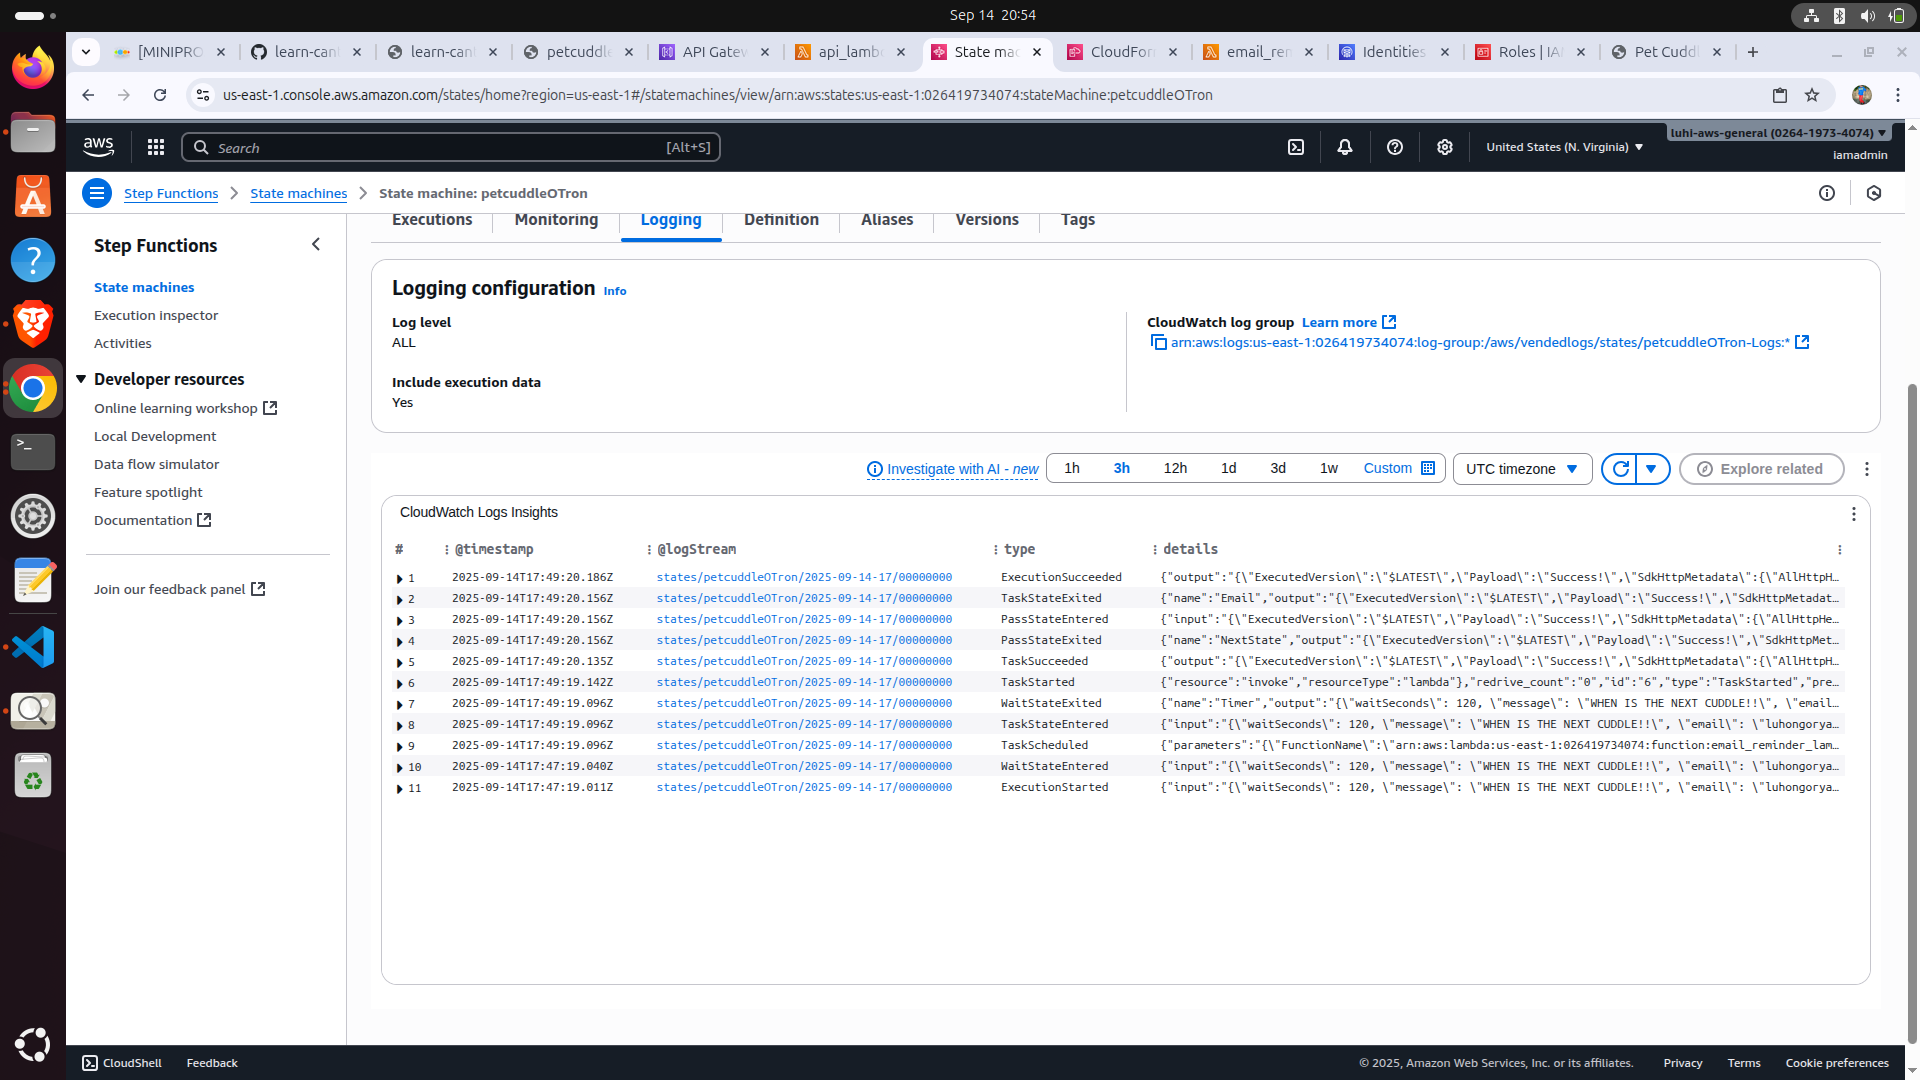 Sep 14 20:54
[MINIPRO
learn-can
learn-can
petcuddle
API Gatew
api_lamb
State mac
CloudForm
email_ren
Identities
Roles | IA
Pet Cuddl
us-east-1.console.aws.amazon.com/states/home?region=us-east-1#/statemachines/view/arn:aws:states:us-east-1:026419734074:stateMachine:petcuddleOTron
aws
Search [Alt+S]
United States (N. Virginia)
luhi-aws-general (0264-1973-4074)
iamadmin
Step Functions
State machines
State machine: petcuddleOTron
Step Functions
State machines
Execution inspector
Activities
Developer resources
Online learning workshop
Local Development
Data flow simulator
Feature spotlight
Documentation
Join our feedback panel
Executions
Monitoring
Logging
Definition
Aliases
Versions
Tags
Logging configuration Info
Log level
ALL
Include execution data
Yes
CloudWatch log group Learn more
arn:aws:logs:us-east-1:026419734074:log-group:/aws/vendedlogs/states/petcuddleOTron-Logs:*
Investigate with AI - new
1h 3h 12h 1d 3d 1w Custom
UTC timezone
Explore related
CloudWatch Logs Insights
# @timestamp @logStream type details
1 2025-09-14T17:49:20.186Z states/petcuddleOTron/2025-09-14-17/00000000 ExecutionSucceeded {"output":"{\"ExecutedVersion\":\"$LATEST\",\"Payload\":\"Success!\",\"SdkHttpMetadata\":{\"AllHttpH…
2 2025-09-14T17:49:20.156Z states/petcuddleOTron/2025-09-14-17/00000000 TaskStateExited {"name":"Email","output":"{\"ExecutedVersion\":\"$LATEST\",\"Payload\":\"Success!\",\"SdkHttpMetadat…
3 2025-09-14T17:49:20.156Z states/petcuddleOTron/2025-09-14-17/00000000 PassStateEntered {"input":"{\"ExecutedVersion\":\"$LATEST\",\"Payload\":\"Success!\",\"SdkHttpMetadata\":{\"AllHttpHe…
4 2025-09-14T17:49:20.156Z states/petcuddleOTron/2025-09-14-17/00000000 PassStateExited {"name":"NextState","output":"{\"ExecutedVersion\":\"$LATEST\",\"Payload\":\"Success!\",\"SdkHttpMet…
5 2025-09-14T17:49:20.135Z states/petcuddleOTron/2025-09-14-17/00000000 TaskSucceeded {"output":"{\"ExecutedVersion\":\"$LATEST\",\"Payload\":\"Success!\",\"SdkHttpMetadata\":{\"AllHttpH…
6 2025-09-14T17:49:19.142Z states/petcuddleOTron/2025-09-14-17/00000000 TaskStarted {"resource":"invoke","resourceType":"lambda"},"redrive_count":"0","id":"6","type":"TaskStarted","pre…
7 2025-09-14T17:49:19.096Z states/petcuddleOTron/2025-09-14-17/00000000 WaitStateExited {"name":"Timer","output":"{\"waitSeconds\": 120, \"message\": \"WHEN IS THE NEXT CUDDLE!!\", \"email…
8 2025-09-14T17:49:19.096Z states/petcuddleOTron/2025-09-14-17/00000000 TaskStateEntered {"input":"{\"waitSeconds\": 120, \"message\": \"WHEN IS THE NEXT CUDDLE!!\", \"email\": \"luhongorya…
9 2025-09-14T17:49:19.096Z states/petcuddleOTron/2025-09-14-17/00000000 TaskScheduled {"parameters":"{\"FunctionName\":\"arn:aws:lambda:us-east-1:026419734074:function:email_reminder_lam…
10 2025-09-14T17:47:19.040Z states/petcuddleOTron/2025-09-14-17/00000000 WaitStateEntered {"input":"{\"waitSeconds\": 120, \"message\": \"WHEN IS THE NEXT CUDDLE!!\", \"email\": \"luhongorya…
11 2025-09-14T17:47:19.011Z states/petcuddleOTron/2025-09-14-17/00000000 ExecutionStarted {"input":"{\"waitSeconds\": 120, \"message\": \"WHEN IS THE NEXT CUDDLE!!\", \"email\": \"luhongorya…
CloudShell
Feedback
© 2025, Amazon Web Services, Inc. or its affiliates.
Privacy
Terms
Cookie preferences